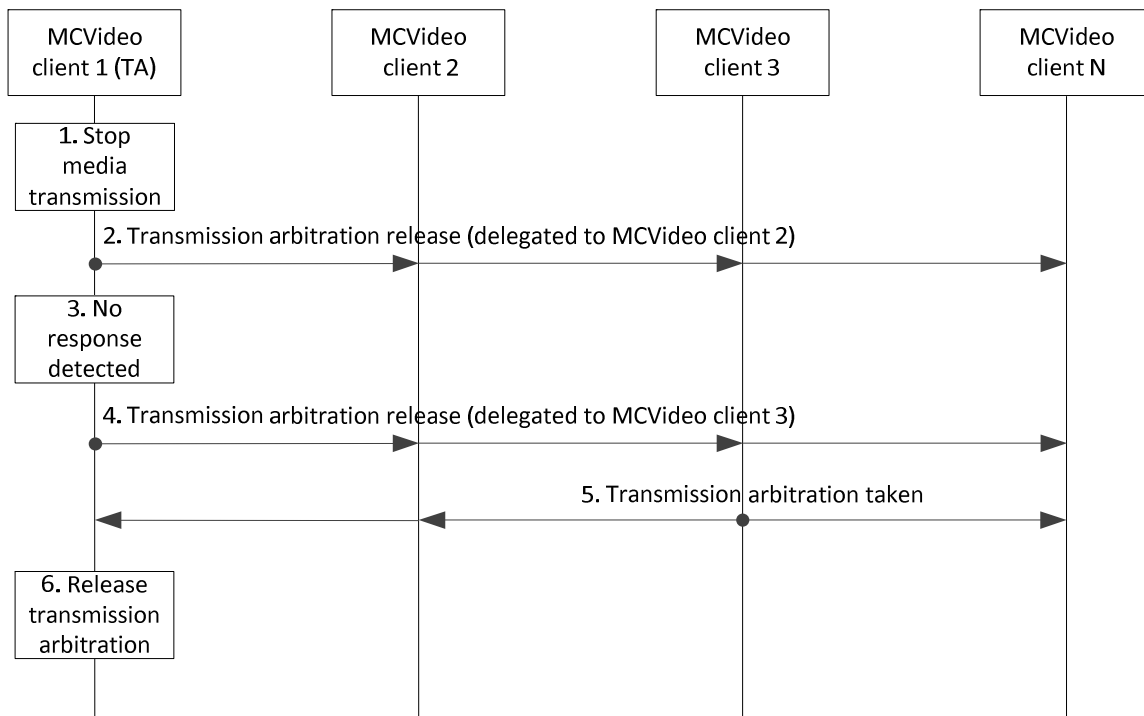 MCVideo
client 1 (TA)
MCVideo
client 2
MCVideo
client 3
MCVideo
client N
1. Stop
media
transmission
2. Transmission arbitration release (delegated to MCVideo client 2)
3. No
response
detected
4. Transmission arbitration release (delegated to MCVideo client 3)
5. Transmission arbitration taken
6. Release
transmission
arbitration